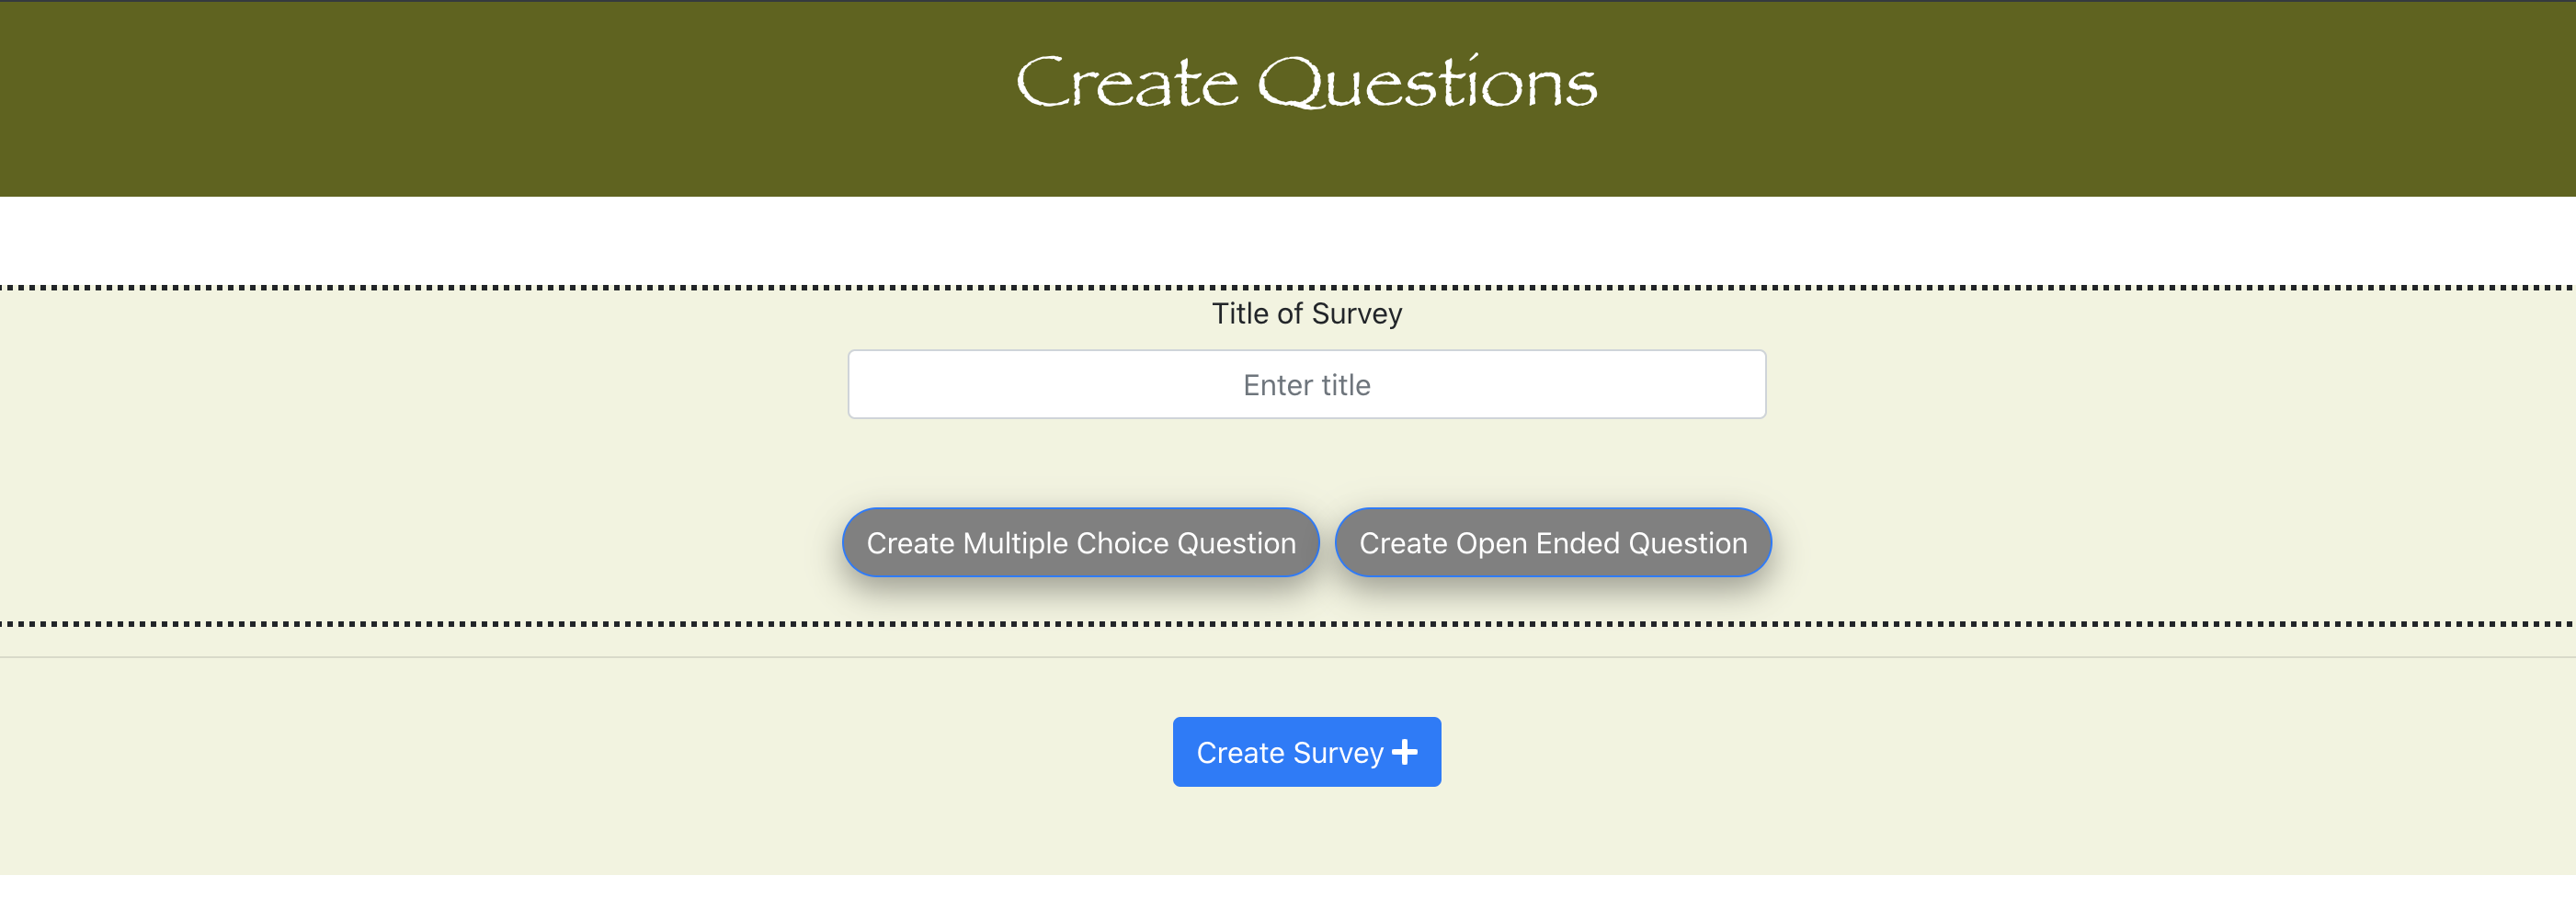 Create Questions
Title of Survey
Enter title
Create Multiple Choice Question Create Open Ended Question
Create Survey